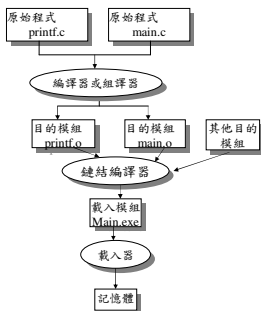 原始程式
printf.c
原始程式
main.c
編譯器或組譯器
目的模組
printf.o
目的模組
main.o
其他目的
模組
鏈結編譯器
載入模組
Main.exe
載入器
記憶體